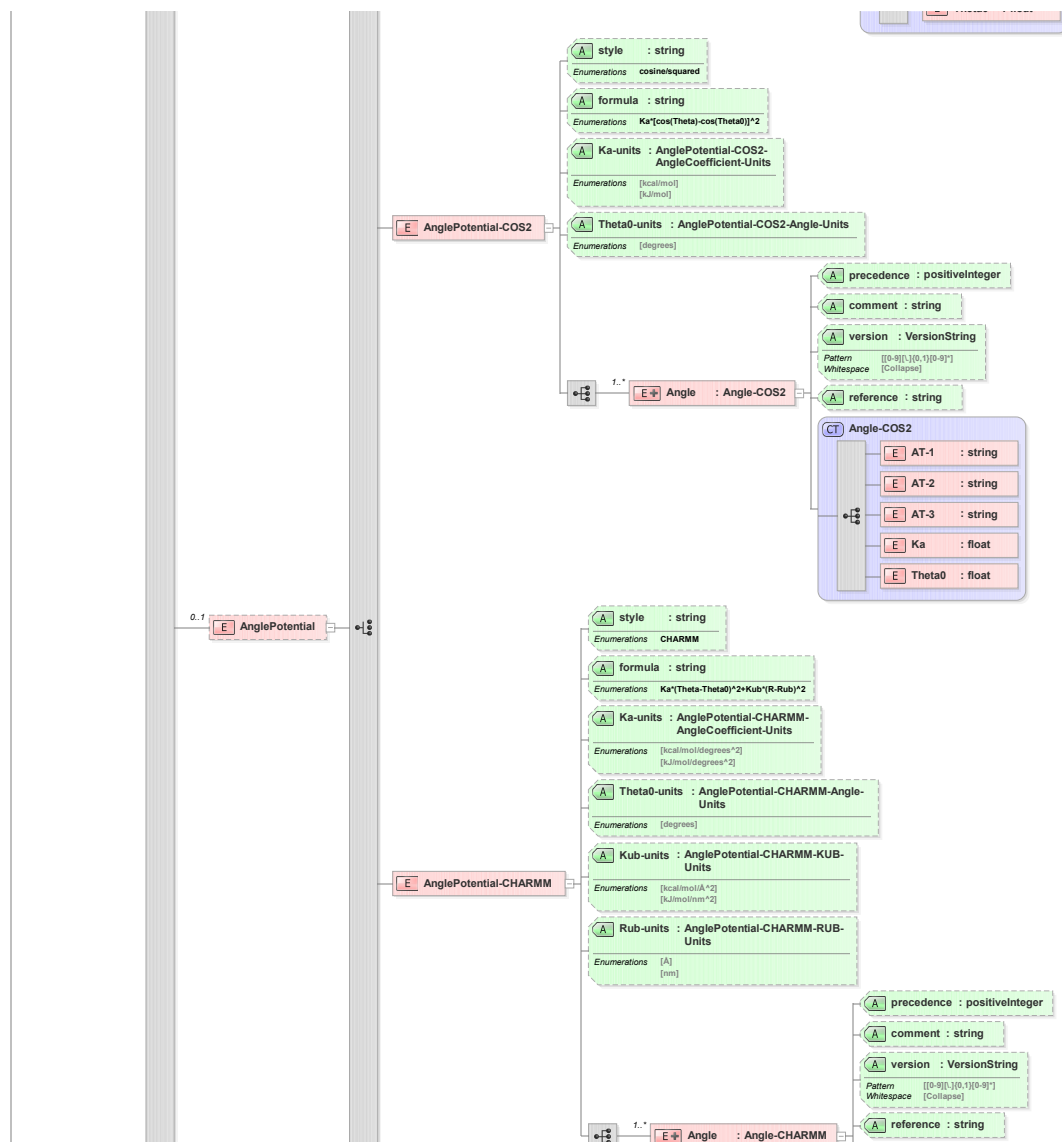 A style : string
Enumerations cosine/squared
A formula : string
Enumerations Ka*[cos(Theta)-cos(Theta0)]^2
A Ka-units : AnglePotential-COS2-
AngleCoefficient-Units
Enumerations [kcal/mol]
[kJ/mol]
E AnglePotential-COS2
A Theta0-units : AnglePotential-COS2-Angle-Units
Enumerations [degrees]
A precedence : positiveInteger
A comment : string
A version : VersionString
Pattern [[0-9][\.]{0,1}[0-9]*]
Whitespace [Collapse]
1..* E Angle : Angle-COS2
A reference : string
CT Angle-COS2
E AT-1 : string
E AT-2 : string
E AT-3 : string
E Ka : float
E Theta0 : float
0..1 E AnglePotential
A style : string
Enumerations CHARMM
A formula : string
Enumerations Ka*(Theta-Theta0)^2+Kub*(R-Rub)^2
A Ka-units : AnglePotential-CHARMM-
AngleCoefficient-Units
Enumerations [kcal/mol/degrees^2]
[kJ/mol/degrees^2]
A Theta0-units : AnglePotential-CHARMM-Angle-
Units
Enumerations [degrees]
E AnglePotential-CHARMM
A Kub-units : AnglePotential-CHARMM-KUB-
Units
Enumerations [kcal/mol/Å^2]
[kJ/mol/nm^2]
A Rub-units : AnglePotential-CHARMM-RUB-
Units
Enumerations [Å]
[nm]
A precedence : positiveInteger
A comment : string
A version : VersionString
Pattern [[0-9][\.]{0,1}[0-9]*]
Whitespace [Collapse]
1..* E Angle : Angle-CHARMM
A reference : string